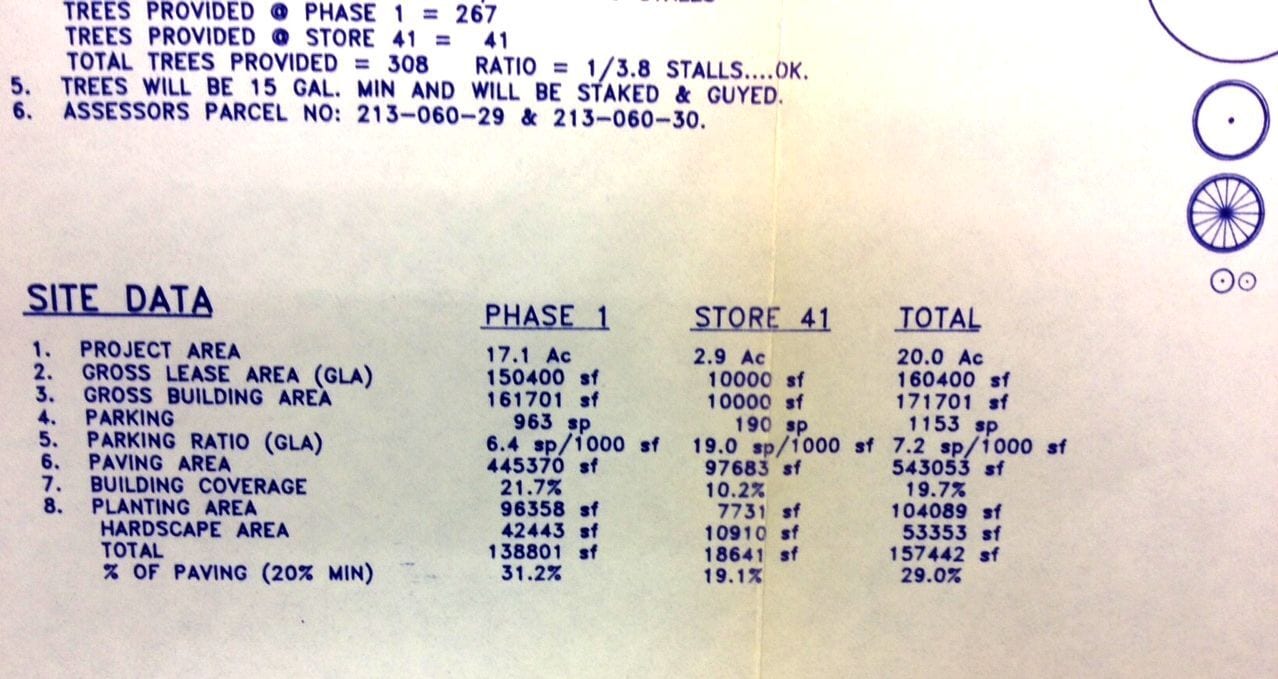 TREES PROVIDED @ PHASE 1 = 267
TREES PROVIDED @ STORE 41 = 41
TOTAL TREES PROVIDED = 308 RATIO = 1/3.8 STALLS....OK.
5. TREES WILL BE 15 GAL. MIN AND WILL BE STAKED & GUYED.
6. ASSESSORS PARCEL NO: 213-060-29 & 213-060-30.
SITE DATA PHASE 1 STORE 41 TOTAL
1. PROJECT AREA 17.1 Ac 2.9 Ac 20.0 Ac
2. GROSS LEASE AREA (GLA) 150400 sf 10000 sf 160400 sf
3. GROSS BUILDING AREA 161701 sf 10000 sf 171701 sf
4. PARKING 963 sp 190 sp 1153 sp
5. PARKING RATIO (GLA) 6.4 sp/1000 sf 19.0 sp/1000 sf 7.2 sp/1000 sf
6. PAVING AREA 445370 sf 97683 sf 543053 sf
7. BUILDING COVERAGE 21.7% 10.2% 19.7%
8. PLANTING AREA 96358 sf 7731 sf 104089 sf
HARDSCAPE AREA 42443 sf 10910 sf 53353 sf
TOTAL 138801 sf 18641 sf 157442 sf
% OF PAVING (20% MIN) 31.2% 19.1% 29.0%